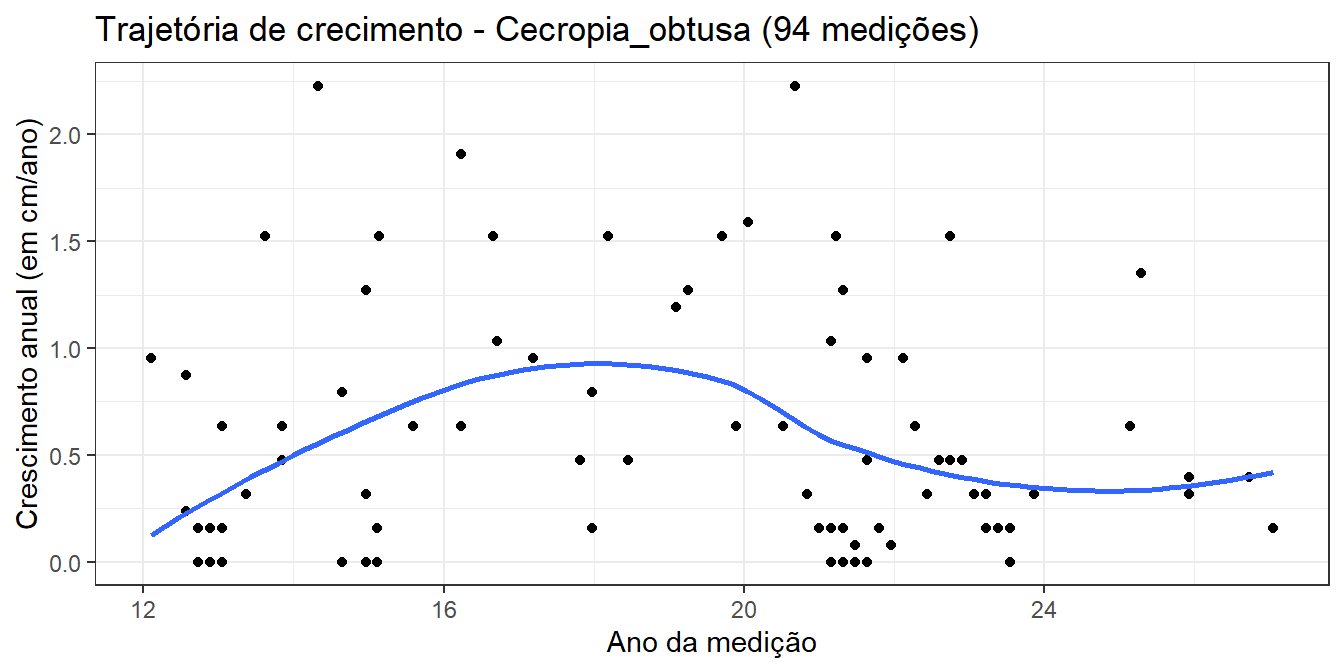 Trajetória de crescimento - Cecropia_obtusa (94 medições)
Crescimento anual (em cm/ano)
2.0
1.5
1.0
0.5
0.0
12 16 20 24
Ano da medição